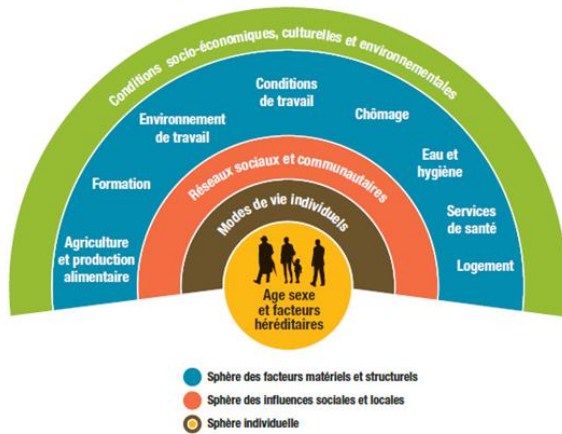 Conditions socio-économiques, culturelles et environnementales
Conditions
de travail
Environnement
de travail
Chômage
Formation
Eau et
hygiène
Agriculture
et production
alimentaire
Services
de santé
Logement
Réseaux sociaux et communautaires
Modes de vie individuels
Age sexe
et facteurs
héréditaires
Sphère des facteurs matériels et structurels
Sphère des influences sociales et locales
Sphère individuelle